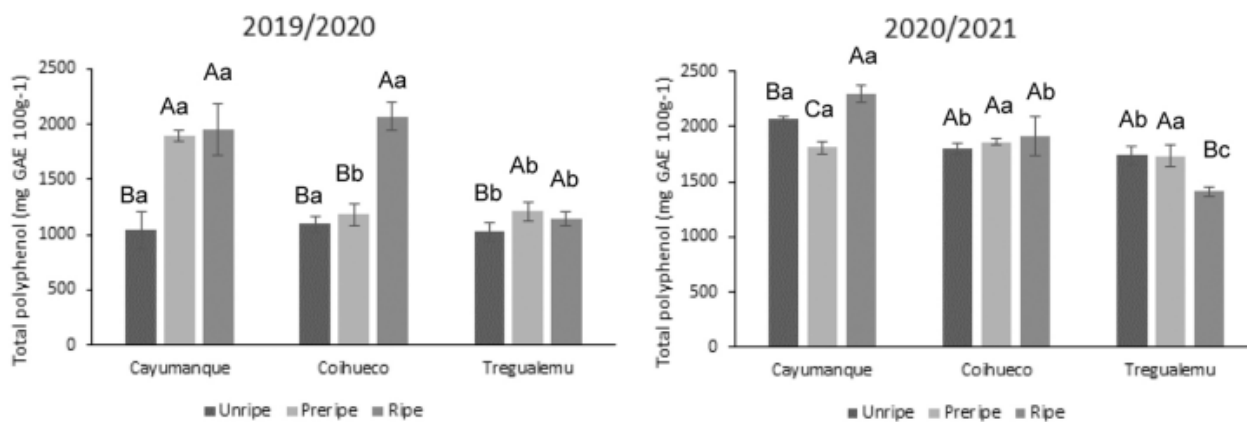 2019/2020
Total polyphenol (mg GAE 100g-1)
2500
2000
1500
1000
500
0
Ba Aa Aa
Ba Bb Aa
Bb Ab Ab
Cayumanque Coihueco Tregualemu
Unripe Preripe Ripe
2020/2021
Total polyphenol (mg GAE 100g-1)
2500
2000
1500
1000
500
0
Ba Ca Aa
Ab Aa Ab
Ab Aa Bc
Cayumanque Coihueco Tregualemu
Unripe Preripe Ripe